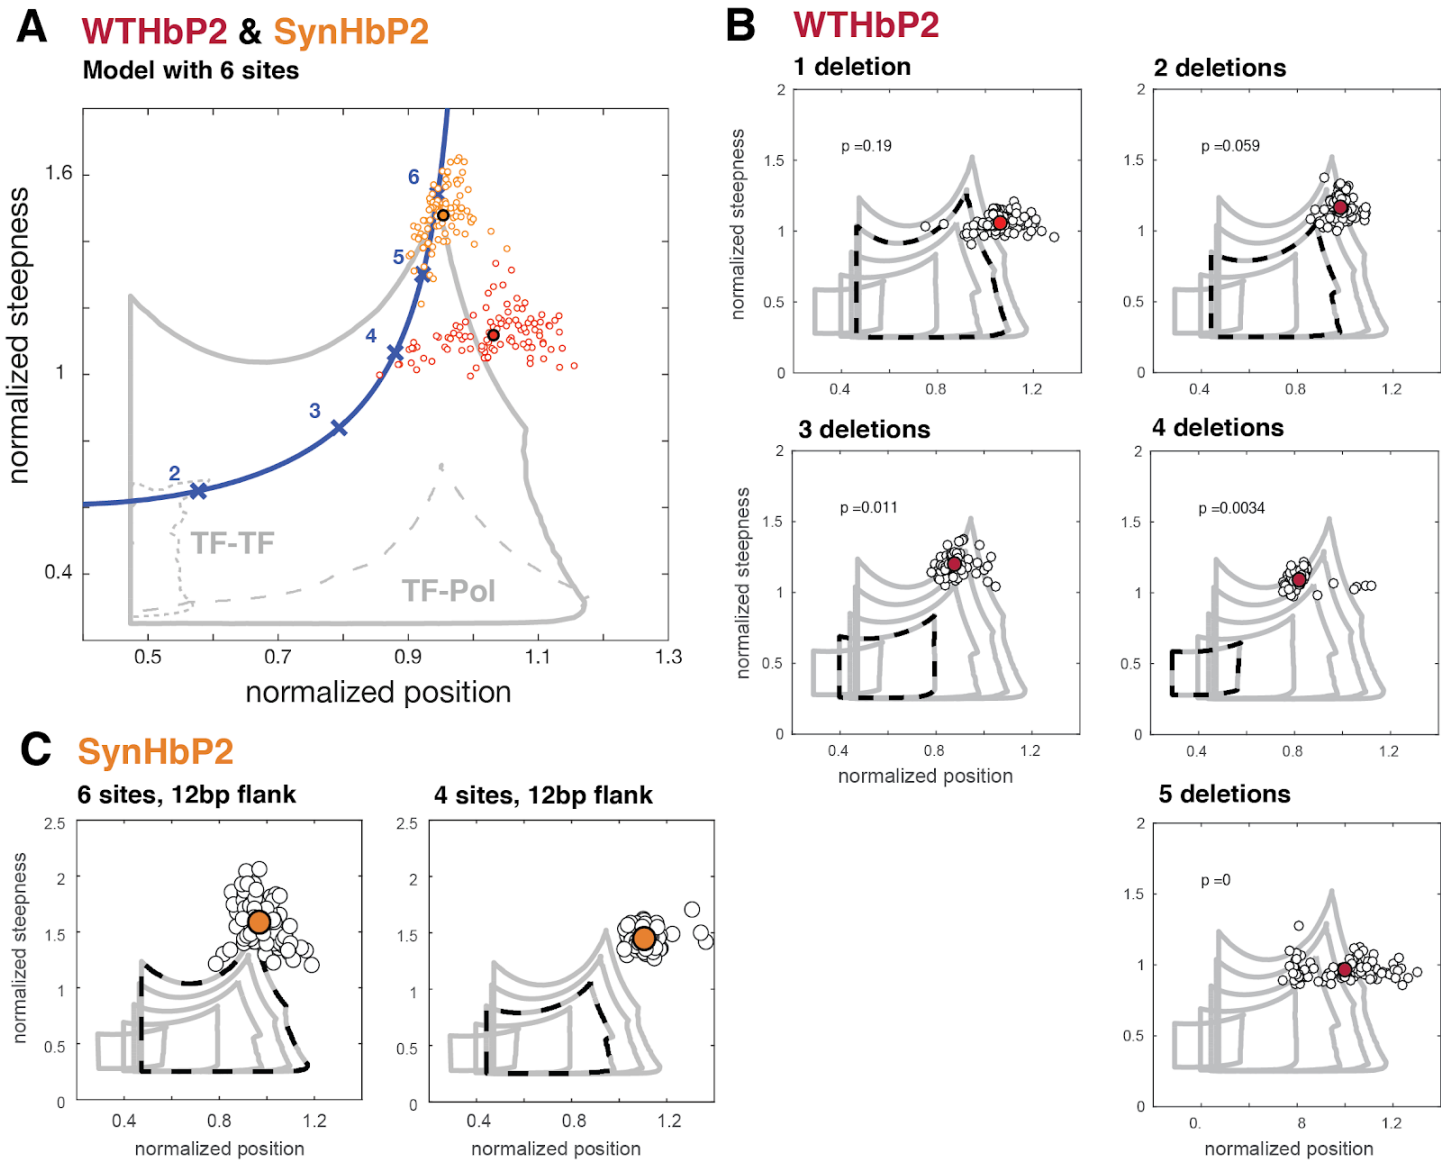 A WTHbP2 & SynHbP2
Model with 6 sites
normalized steepness
1.6
1
0.4
6
5
4
3
2
TF-TF
TF-Pol
0.5 0.7 0.9 1.1 1.3
normalized position
B WTHbP2
1 deletion
normalized steepness
2
1.5
1
0.5
0
p =0.19
0.4 0.8 1.2
2 deletions
2
1.5
1
0.5
0
p =0.059
0.4 0.8 1.2
3 deletions
normalized steepness
2
1.5
1
0.5
0
p =0.011
0.4 0.8 1.2
normalized position
4 deletions
2
1.5
1
0.5
0
p =0.0034
0.4 0.8 1.2
5 deletions
2
1.5
1
0.5
0
p =0
0. 8 1.2
normalized position
C SynHbP2
6 sites, 12bp flank
normalized steepness
2.5
2
1.5
1
0.5
0
0.4 0.8 1.2
normalized position
4 sites, 12bp flank
2.5
2
1.5
1
0.5
0
0.4 0.8 1.2
normalized position